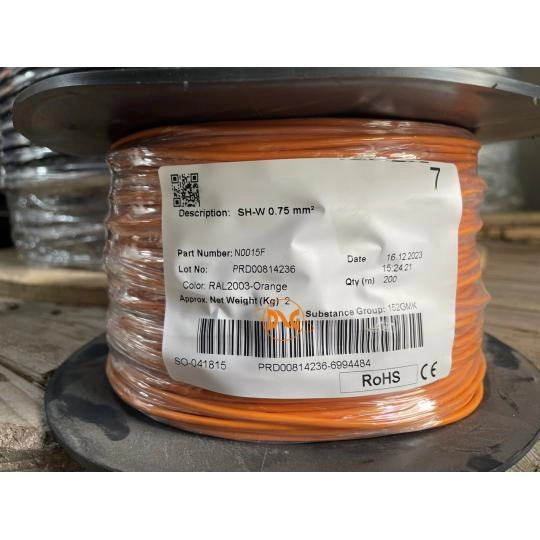 7
Description: SH-W 0.75 mm²
Part Number: N0015F
Date 16.12.2023
15:24:21
Lot No: PRD00814236
Qty (m) 200
Color: RAL2003-Orange
Approx. Net Weight (Kg) 2
Substance Group: 152GMK
SO-041815 PRD00814236-6994484
RoHS CE